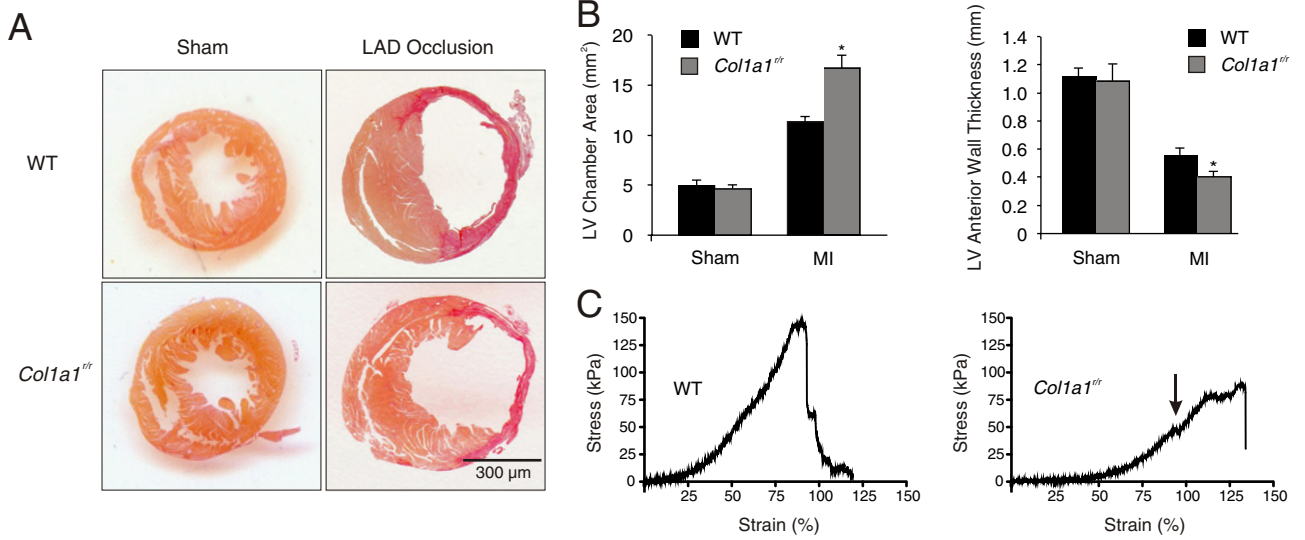 A
Sham
LAD Occlusion
WT
Col1a1r/r
300 μm
B
LV Chamber Area (mm2)
20
15
10
5
0
WT
Col1a1r/r
*
Sham
MI
LV Anterior Wall Thickness (mm)
1.4
1.2
1.0
0.8
0.6
0.4
0.2
0
WT
Col1a1r/r
*
Sham
MI
C
Stress (kPa)
150
125
100
75
50
25
0
WT
25
50
75
100
125
150
Strain (%)
Stress (kPa)
150
125
100
75
50
25
0
Col1a1r/r
25
50
75
100
125
150
Strain (%)